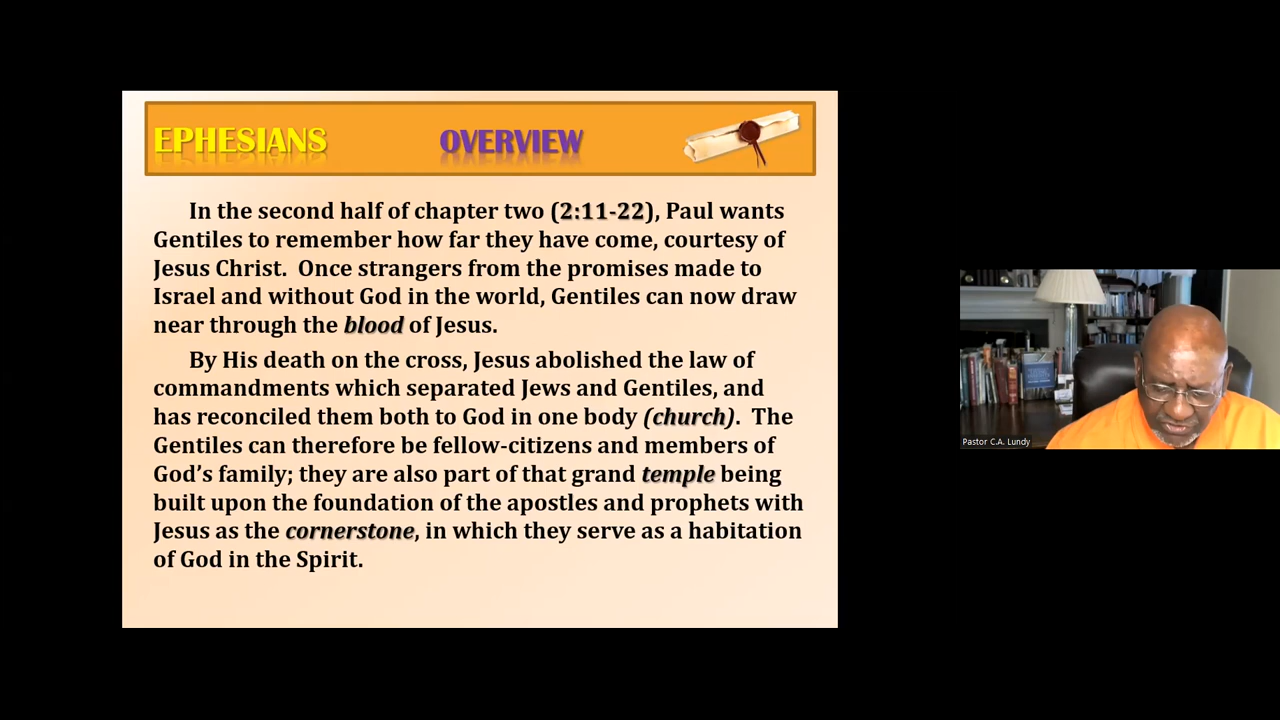 EPHESIANS OVERVIEW
In the second half of chapter two (2:11-22), Paul wants
Gentiles to remember how far they have come, courtesy of
Jesus Christ.  Once strangers from the promises made to
Israel and without God in the world, Gentiles can now draw
near through the blood of Jesus.
By His death on the cross, Jesus abolished the law of
commandments which separated Jews and Gentiles, and
has reconciled them both to God in one body (church).  The
Gentiles can therefore be fellow-citizens and members of
God’s family; they are also part of that grand temple being
built upon the foundation of the apostles and prophets with
Jesus as the cornerstone, in which they serve as a habitation
of God in the Spirit.
Pastor C.A. Lundy